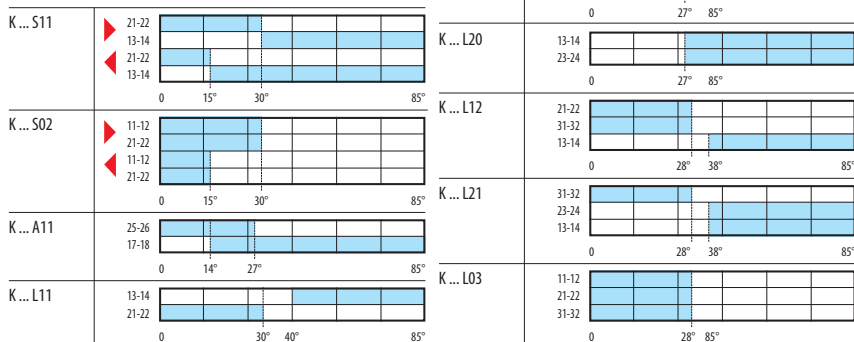 K ... S11
21-22
13-14
21-22
13-14
0 15° 30° 85°
K ... S02
11-12
21-22
11-12
21-22
0 15° 30° 85°
K ... A11
25-26
17-18
0 14° 27° 85°
K ... L11
13-14
21-22
0 30° 40° 85°
0 27° 85°
K ... L20
13-14
23-24
0 27° 85°
K ... L12
21-22
31-32
13-14
0 28° 38° 85°
K ... L21
31-32
23-24
13-14
0 28° 38° 85°
K ... L03
11-12
21-22
31-32
0 28° 85°